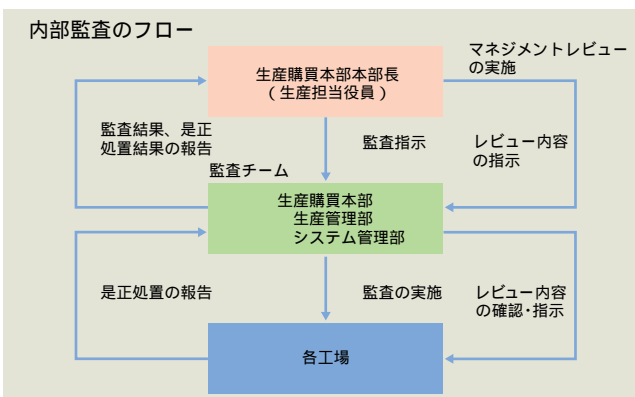 内部監査のフロー
マネジメントレビュー
の実施
生産購買本部本部長
（生産担当役員）
監査結果、是正
処置結果の報告
監査指示
レビュー内容
の指示
監査チーム
生産購買本部
生産管理部
システム管理部
是正処置の報告
監査の実施
レビュー内容
の確認・指示
各工場